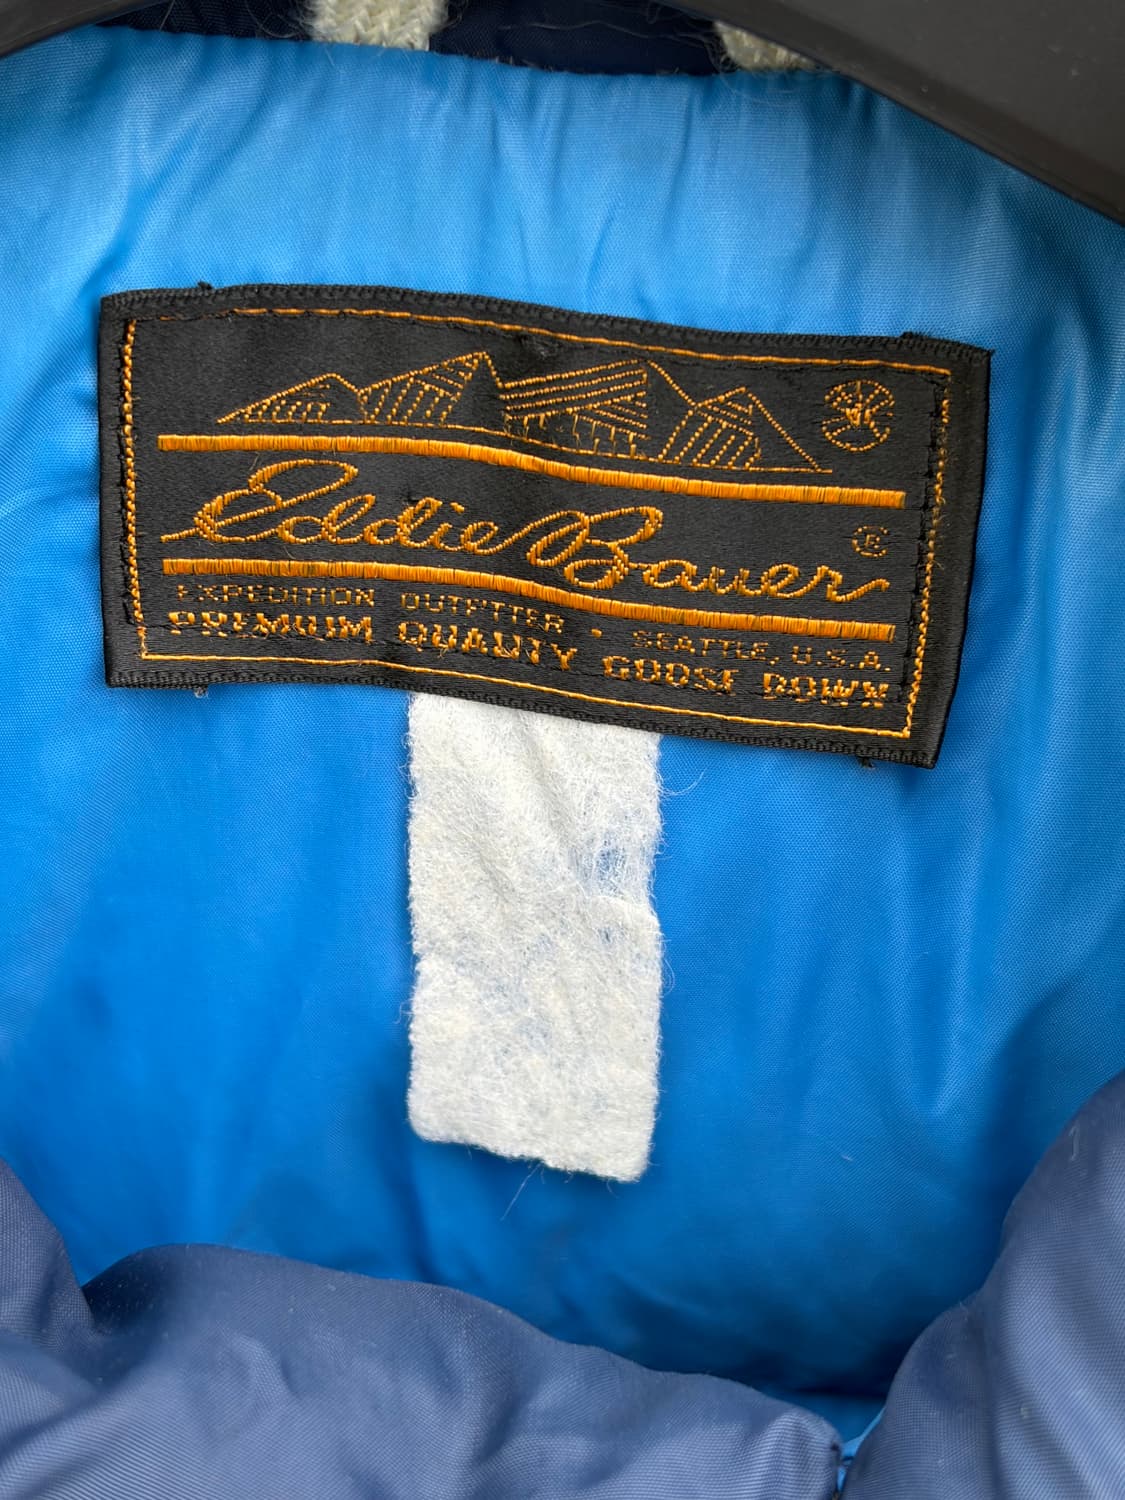 Eddie Bauer
®
EXPEDITION OUTFITTER · SEATTLE, U.S.A.
PREMIUM QUALITY GOOSE DOWN